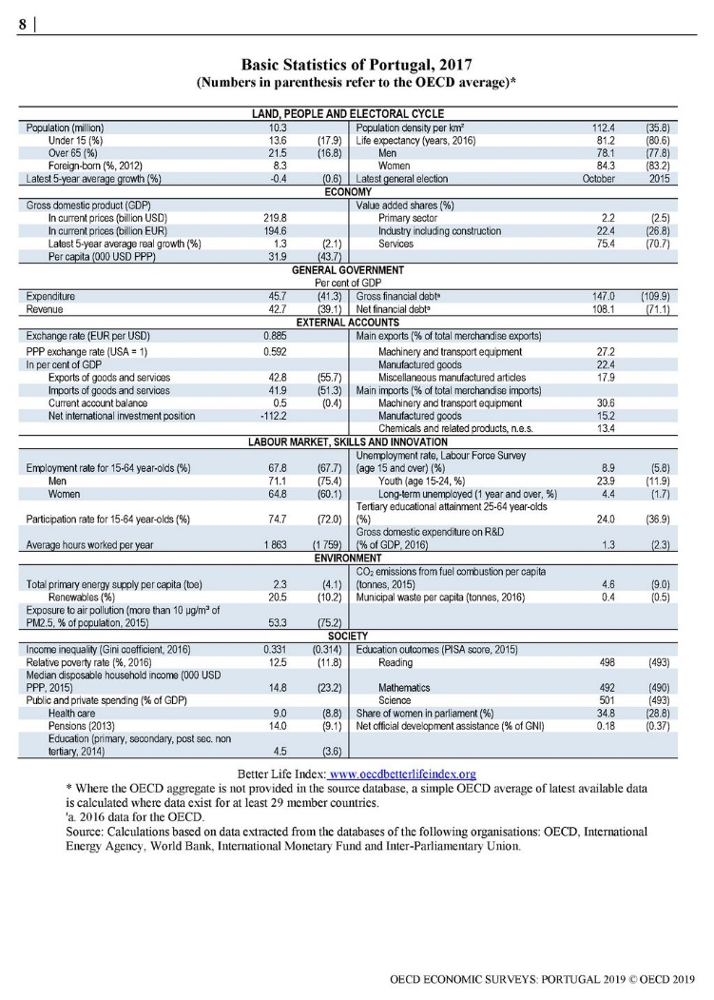 8 |
Basic Statistics of Portugal, 2017
(Numbers in parenthesis refer to the OECD average)*
LAND, PEOPLE AND ELECTORAL CYCLE
Population (million) 10.3 Population density per km² 112.4 (35.8)
Under 15 (%) 13.6 (17.9) Life expectancy (years, 2016) 81.2 (80.6)
Over 65 (%) 21.5 (16.8) Men 78.1 (77.8)
Foreign-born (%, 2012) 8.3 Women 84.3 (83.2)
Latest 5-year average growth (%) -0.4 (0.6) Latest general election October 2015
ECONOMY
Gross domestic product (GDP) Value added shares (%)
In current prices (billion USD) 219.8 Primary sector 2.2 (2.5)
In current prices (billion EUR) 194.6 Industry including construction 22.4 (26.8)
Latest 5-year average real growth (%) 1.3 (2.1) Services 75.4 (70.7)
Per capita (000 USD PPP) 31.9 (43.7)
GENERAL GOVERNMENT
Per cent of GDP
Expenditure 45.7 (41.3) Gross financial debtª 147.0 (109.9)
Revenue 42.7 (39.1) Net financial debtª 108.1 (71.1)
EXTERNAL ACCOUNTS
Exchange rate (EUR per USD) 0.885 Main exports (% of total merchandise exports)
PPP exchange rate (USA = 1) 0.592 Machinery and transport equipment 27.2
In per cent of GDP Manufactured goods 22.4
Exports of goods and services 42.8 (55.7) Miscellaneous manufactured articles 17.9
Imports of goods and services 41.9 (51.3) Main imports (% of total merchandise imports)
Current account balance 0.5 (0.4) Machinery and transport equipment 30.6
Net international investment position -112.2 Manufactured goods 15.2
Chemicals and related products, n.e.s. 13.4
LABOUR MARKET, SKILLS AND INNOVATION
Unemployment rate, Labour Force Survey
Employment rate for 15-64 year-olds (%) 67.8 (67.7) (age 15 and over) (%) 8.9 (5.8)
Men 71.1 (75.4) Youth (age 15-24, %) 23.9 (11.9)
Women 64.8 (60.1) Long-term unemployed (1 year and over, %) 4.4 (1.7)
Tertiary educational attainment 25-64 year-olds
Participation rate for 15-64 year-olds (%) 74.7 (72.0) (%) 24.0 (36.9)
Gross domestic expenditure on R&D
Average hours worked per year 1 863 (1 759) (% of GDP, 2016) 1.3 (2.3)
ENVIRONMENT
CO₂ emissions from fuel combustion per capita
Total primary energy supply per capita (toe) 2.3 (4.1) (tonnes, 2015) 4.6 (9.0)
Renewables (%) 20.5 (10.2) Municipal waste per capita (tonnes, 2016) 0.4 (0.5)
Exposure to air pollution (more than 10 µg/m³ of
PM2.5, % of population, 2015) 53.3 (75.2)
SOCIETY
Income inequality (Gini coefficient, 2016) 0.331 (0.314) Education outcomes (PISA score, 2015)
Relative poverty rate (%, 2016) 12.5 (11.8) Reading 498 (493)
Median disposable household income (000 USD
PPP, 2015) 14.8 (23.2) Mathematics 492 (490)
Public and private spending (% of GDP) Science 501 (493)
Health care 9.0 (8.8) Share of women in parliament (%) 34.8 (28.8)
Pensions (2013) 14.0 (9.1) Net official development assistance (% of GNI) 0.18 (0.37)
Education (primary, secondary, post sec. non
tertiary, 2014) 4.5 (3.6)
Better Life Index: www.oecdbetterlifeindex.org
* Where the OECD aggregate is not provided in the source database, a simple OECD average of latest available data
is calculated where data exist for at least 29 member countries.
'a. 2016 data for the OECD.
Source: Calculations based on data extracted from the databases of the following organisations: OECD, International
Energy Agency, World Bank, International Monetary Fund and Inter-Parliamentary Union.
OECD ECONOMIC SURVEYS: PORTUGAL 2019 © OECD 2019